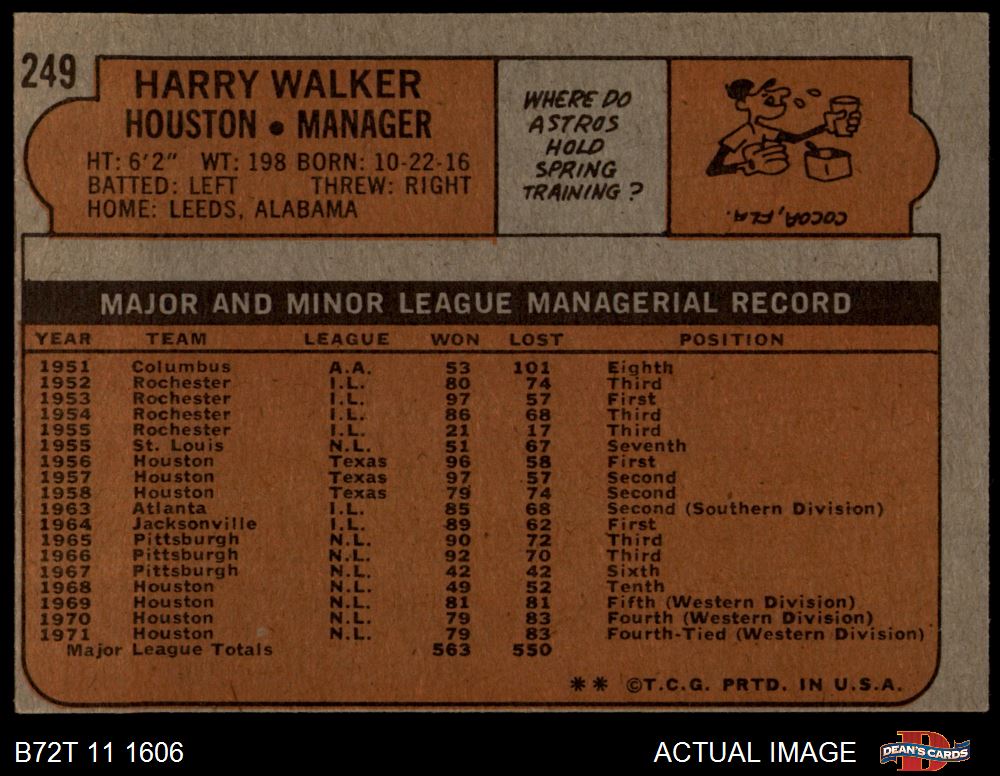 249
HARRY WALKER
HOUSTON • MANAGER
HT: 6'2" WT: 198 BORN: 10-22-16
BATTED: LEFT THREW: RIGHT
HOME: LEEDS, ALABAMA
WHERE DO
ASTROS
HOLD
SPRING
TRAINING?
COCOA, FLA.
MAJOR AND MINOR LEAGUE MANAGERIAL RECORD
YEAR TEAM LEAGUE WON LOST POSITION
1951 Columbus A.A. 53 101 Eighth
1952 Rochester I.L. 80 74 Third
1953 Rochester I.L. 97 57 First
1954 Rochester I.L. 86 68 Third
1955 Rochester I.L. 21 17 Third
1955 St. Louis N.L. 51 67 Seventh
1956 Houston Texas 96 58 First
1957 Houston Texas 97 57 Second
1958 Houston Texas 79 74 Second
1963 Atlanta I.L. 85 68 Second (Southern Division)
1964 Jacksonville I.L. 89 62 First
1965 Pittsburgh N.L. 90 72 Third
1966 Pittsburgh N.L. 92 70 Third
1967 Pittsburgh N.L. 42 42 Sixth
1968 Houston N.L. 49 52 Tenth
1969 Houston N.L. 81 81 Fifth (Western Division)
1970 Houston N.L. 79 83 Fourth (Western Division)
1971 Houston N.L. 79 83 Fourth-Tied (Western Division)
Major League Totals 563 550
** ©T.C.G. PRTD. IN U.S.A.
B72T 11 1606
ACTUAL IMAGE
DEAN'S CARDS